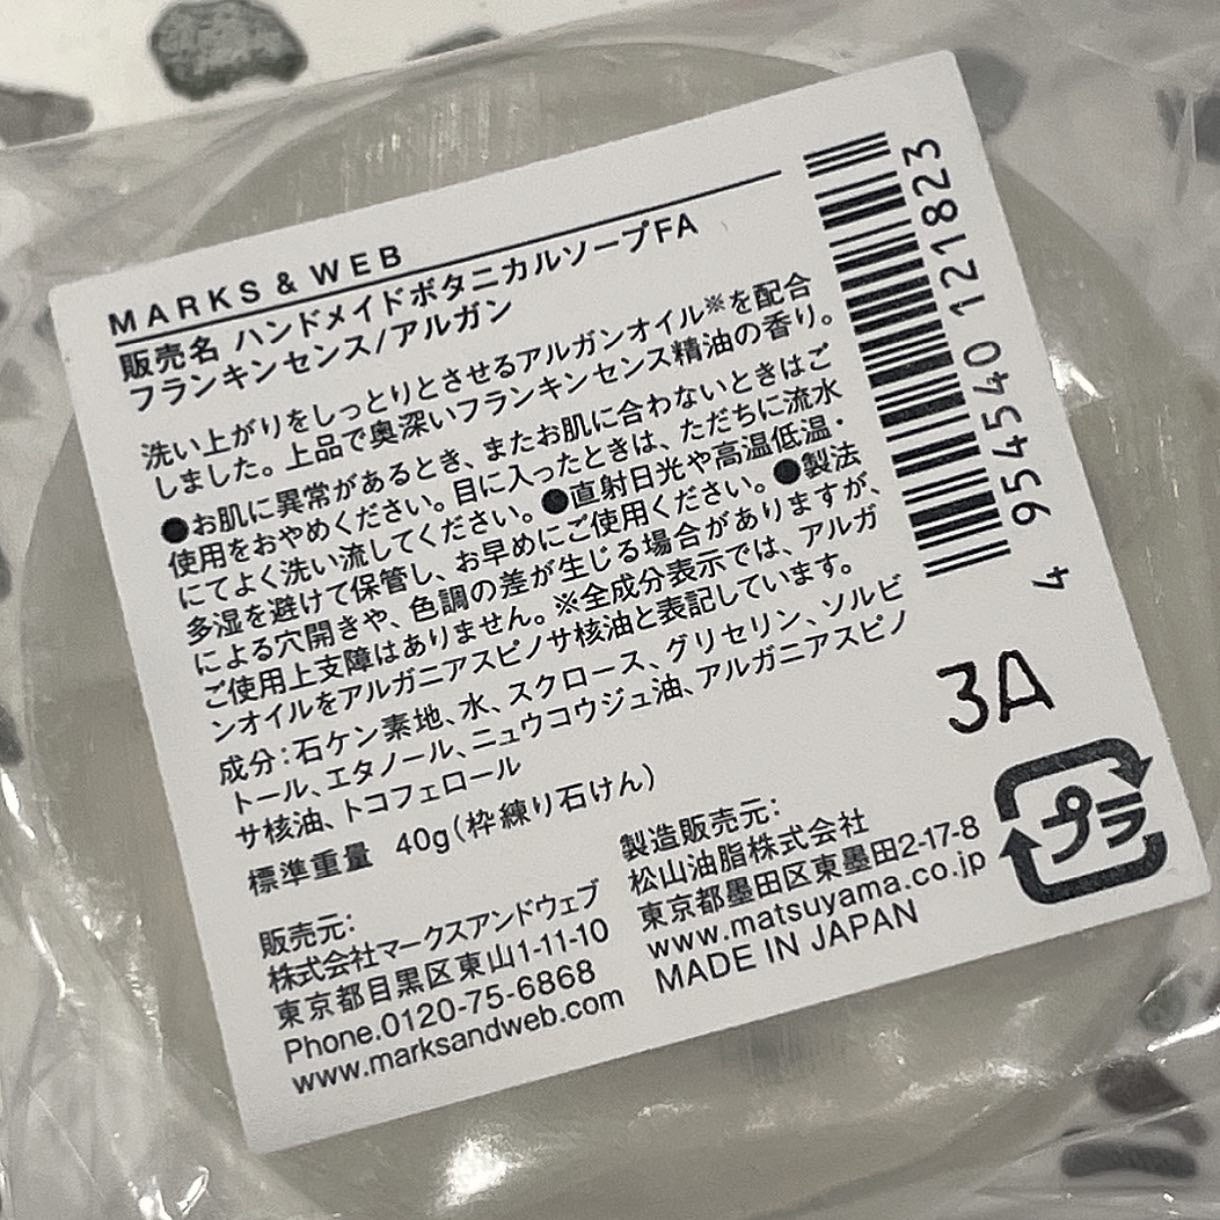 MARKS & WEB
販売名 ハンドメイドボタニカルソープFA
フランキンセンス/アルガン
洗い上がりをしっとりとさせるアルガンオイル※を配合
しました。上品で奥深いフランキンセンス精油の香り。
●お肌に異常があるとき、またお肌に合わないときはご
使用をおやめください。目に入ったときは、ただちに流水
にてよく洗い流してください。●直射日光や高温低温・
多湿を避けて保管し、お早めにご使用ください。●製法
による穴開きや、色調の差が生じる場合がありますが、
ご使用上支障はありません。※全成分表示では、アルガ
ンオイルをアルガニアスピノサ核油と表記しています。
成分:石ケン素地、水、スクロース、グリセリン、ソルビ
トール、エタノール、ニュウコウジュ油、アルガニアスピノ
サ核油、トコフェロール
標準重量 40g(枠練り石けん)
販売元:
株式会社マークスアンドウェブ
東京都目黒区東山1-11-10
Phone.0120-75-6868
www.marksandweb.com
製造販売元:
松山油脂株式会社
東京都墨田区東墨田2-17-8
www.matsuyama.co.jp
MADE IN JAPAN
4 954540 121823
3A
プラ